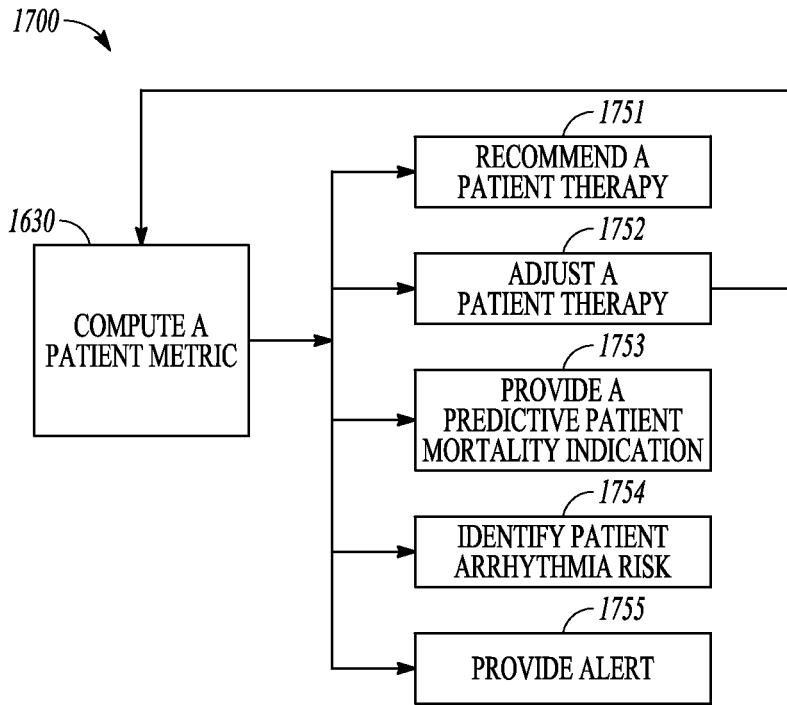 1700
1751
RECOMMEND A
PATIENT THERAPY
1630
COMPUTE A
PATIENT METRIC
1752
ADJUST A
PATIENT THERAPY
1753
PROVIDE A
PREDICTIVE PATIENT
MORTALITY INDICATION
1754
IDENTIFY PATIENT
ARRHYTHMIA RISK
1755
PROVIDE ALERT